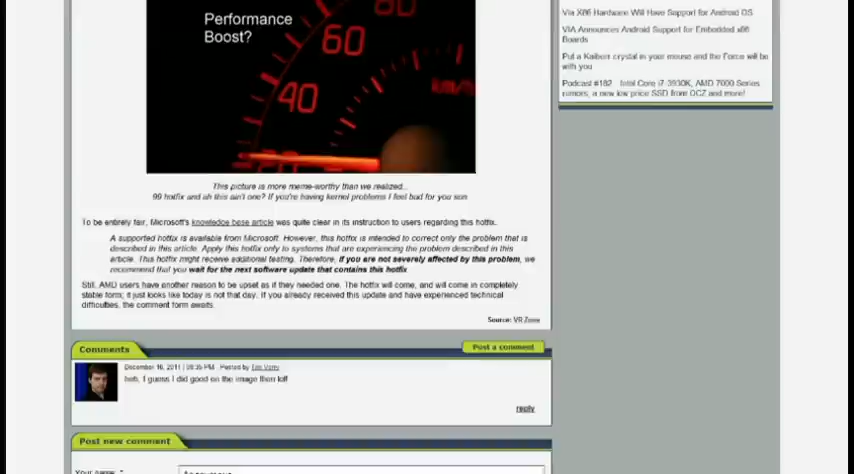 Performance
Boost?
80
60
40
20
km/h
This picture is more meme-worthy than we realized...
99 hotfix and ah this ain't one? If you're having kernel problems I feel bad for you son
To be entirely fair, Microsoft's knowledge base article was quite clear in its instruction to users regarding this hotfix.
A supported hotfix is available from Microsoft. However, this hotfix is intended to correct only the problem that is
described in this article. Apply this hotfix only to systems that are experiencing the problem described in this
article. This hotfix might receive additional testing. Therefore, if you are not severely affected by this problem, we
recommend that you wait for the next software update that contains this hotfix
Still, AMD users have another reason to be upset as if they needed one. The hotfix will come, and will come in completely
stable form; it just looks like today is not that day. If you already received this update and have experienced technical
difficulties, the comment form awaits.
Source: VR Zone
Comments
Post a comment
December 16, 2011 | 08:35 PM - Posted by Tim Verry
heh, I guess I did good on the image then lol!
reply
Post new comment
Your name: *
Anonymous
Via X86 Hardware Will Have Support for Android OS
VIA Announces Android Support for Embedded x86
Boards
Put a Kaiburr crystal in your mouse and the Force will be
with you
Podcast #182 Intel Core i7-3930K, AMD 7000 Series
rumors, a new low price SSD from OCZ and more!